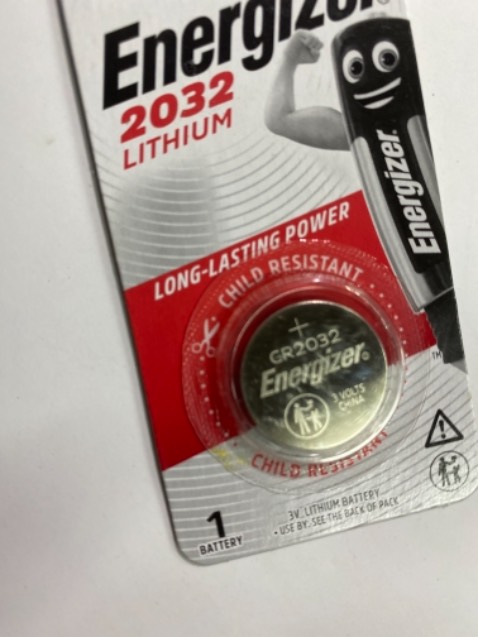 Energizer
2032
LITHIUM
Energizer
LONG-LASTING POWER
CHILD RESISTANT
+
CR2032
Energizer
3 VOLTS
CHINA
CHILD RESISTANT
TM
1
BATTERY
3V. LITHIUM BATTERY
• USE BY: SEE THE BACK OF PACK